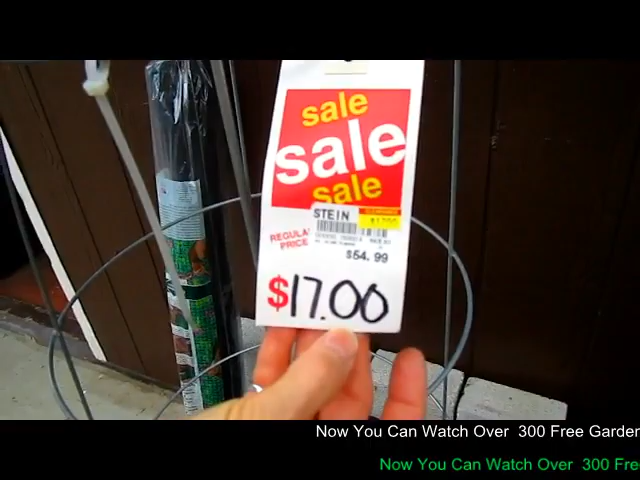 sale
sale
sale
STEIN
REGULAR
PRICE
$54.99
$17.00
Now You Can Watch Over 300 Free Garder
Now You Can Watch Over 300 Fre